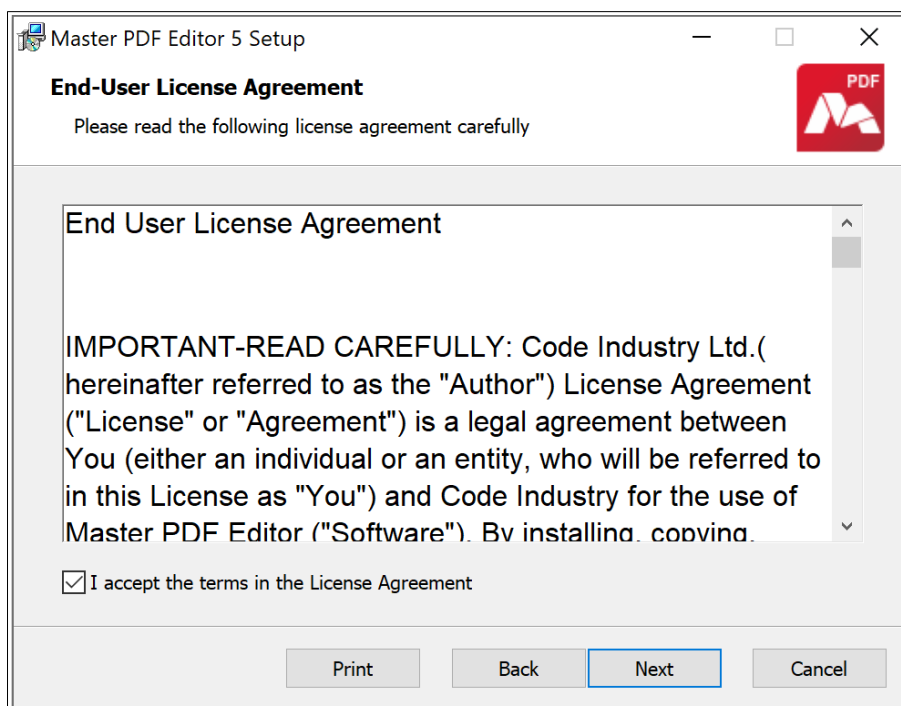 Master PDF Editor 5 Setup
End-User License Agreement
Please read the following license agreement carefully
PDF
End User License Agreement
IMPORTANT-READ CAREFULLY: Code Industry Ltd.(
hereinafter referred to as the "Author") License Agreement
("License" or "Agreement") is a legal agreement between
You (either an individual or an entity, who will be referred to
in this License as "You") and Code Industry for the use of
Master PDF Editor ("Software"). By installing, copying,
I accept the terms in the License Agreement
Print Back Next Cancel